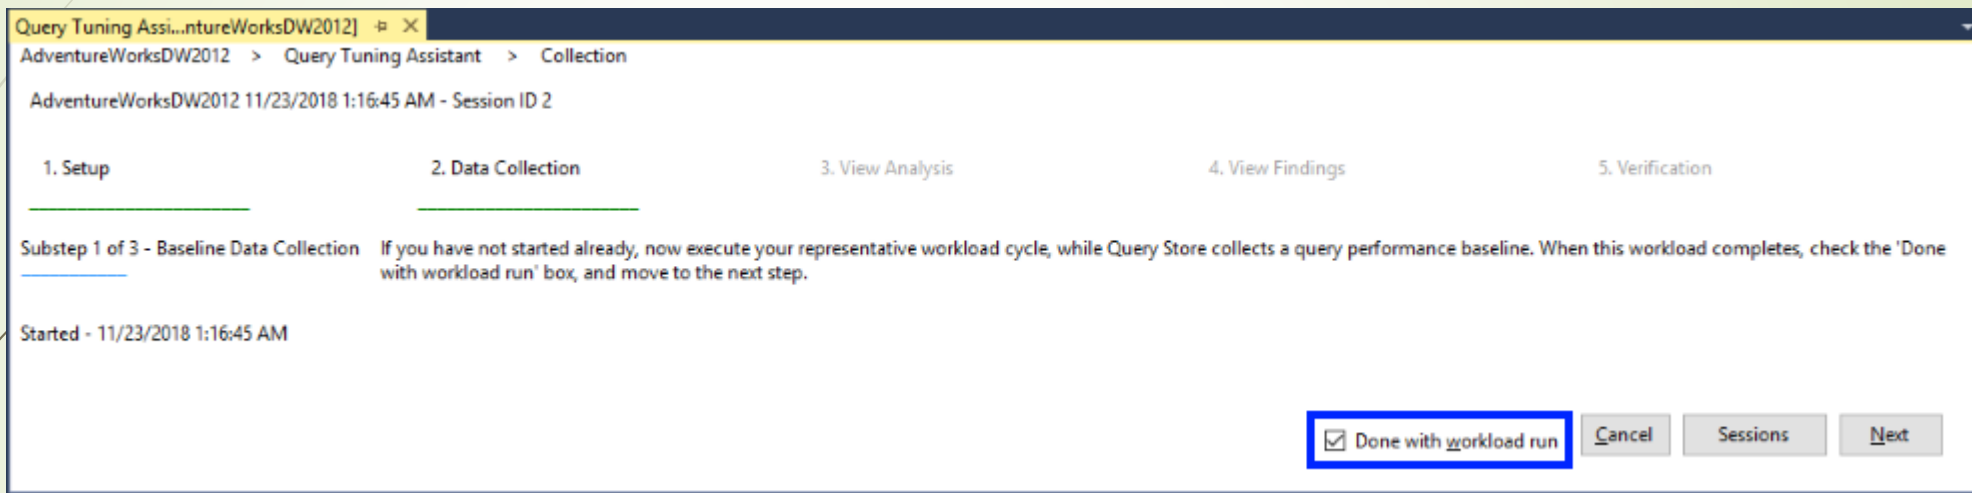 Query Tuning Assi...ntureWorksDW2012]
AdventureWorksDW2012 > Query Tuning Assistant > Collection
AdventureWorksDW2012 11/23/2018 1:16:45 AM - Session ID 2
1. Setup 2. Data Collection 3. View Analysis 4. View Findings 5. Verification
Substep 1 of 3 - Baseline Data Collection If you have not started already, now execute your representative workload cycle, while Query Store collects a query performance baseline. When this workload completes, check the 'Done
with workload run' box, and move to the next step.
Started - 11/23/2018 1:16:45 AM
Done with workload run Cancel Sessions Next